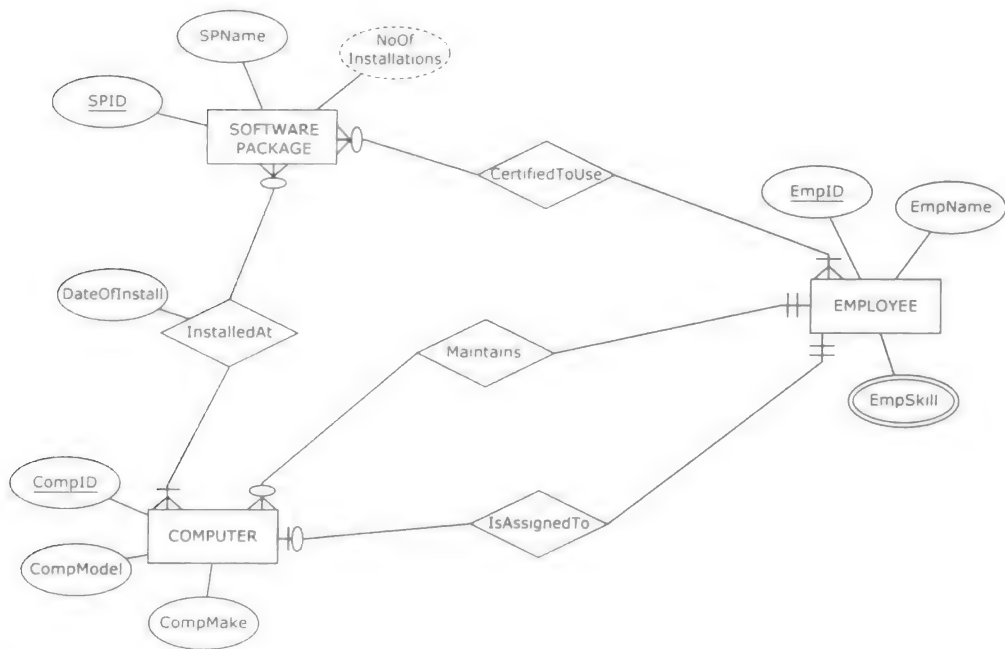 SPName
NoOf
Installations
SPID
SOFTWARE
PACKAGE
CertifiedToUse
EmpID
EmpName
DateOfInstall
InstalledAt
EMPLOYEE
Maintains
EmpSkill
CompID
IsAssignedTo
COMPUTER
CompModel
CompMake